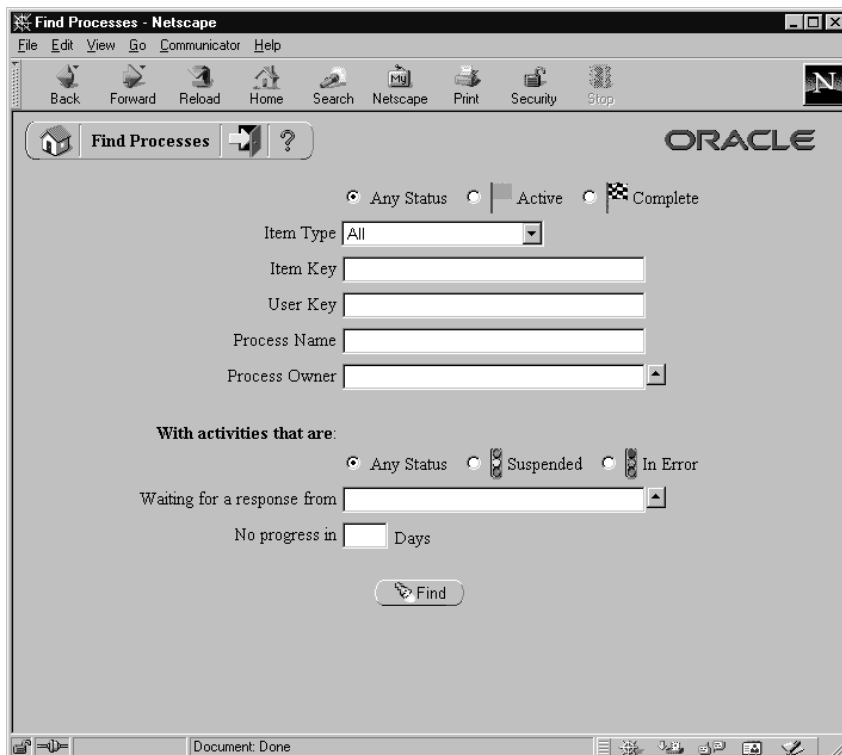 Find Processes - Netscape
File Edit View Go Communicator Help
Back Forward Reload Home Search Netscape Print Security Stop
My
N
Find Processes ?
ORACLE
Any Status Active Complete
Item Type All
Item Key
User Key
Process Name
Process Owner
With activities that are:
Any Status Suspended In Error
Waiting for a response from
No progress in Days
Find
Document: Done